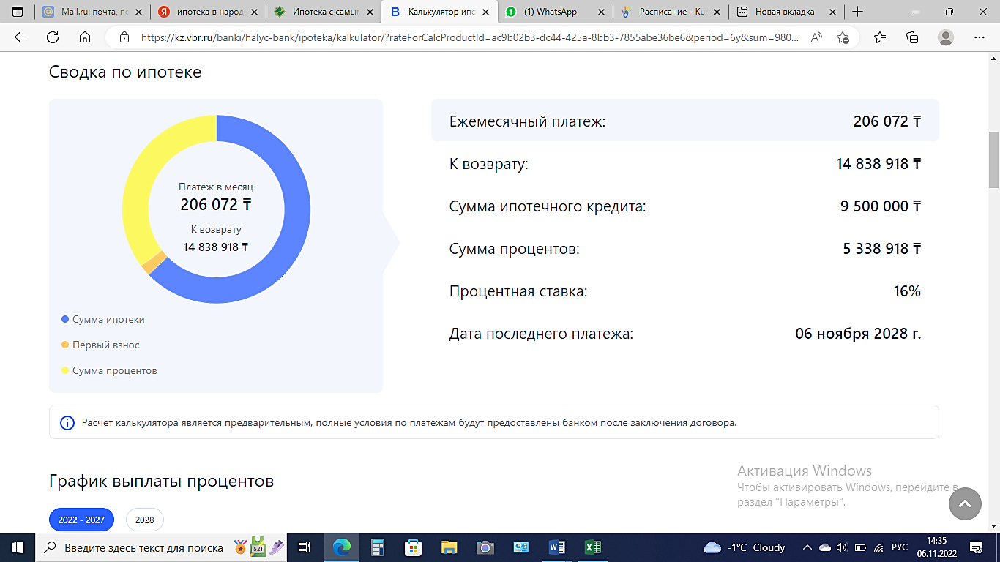 Mail.ru: почта, по
ипотека в народ
Ипотека с самым
Калькулятор ипо
(1) WhatsApp
Расписание - Ku
Новая вкладка
https://kz.vbr.ru/banki/halyc-bank/ipoteka/kalkulator/?rateForCalcProductId=ac9b02b3-dc44-425a-8bb3-7855abe36be6&period=6y&sum=980...
Сводка по ипотеке
Платеж в месяц
206 072 ₸
К возврату
14 838 918 ₸
Сумма ипотеки
Первый взнос
Сумма процентов
Ежемесячный платеж: 206 072 ₸
К возврату: 14 838 918 ₸
Сумма ипотечного кредита: 9 500 000 ₸
Сумма процентов: 5 338 918 ₸
Процентная ставка: 16%
Дата последнего платежа: 06 ноября 2028 г.
Расчет калькулятора является предварительным, полные условия по платежам будут предоставлены банком после заключения договора.
График выплаты процентов
2022 - 2027
2028
Активация Windows
Чтобы активировать Windows, перейдите в
раздел "Параметры".
Введите здесь текст для поиска
521
-1°C Cloudy
РУС
14:35
06.11.2022